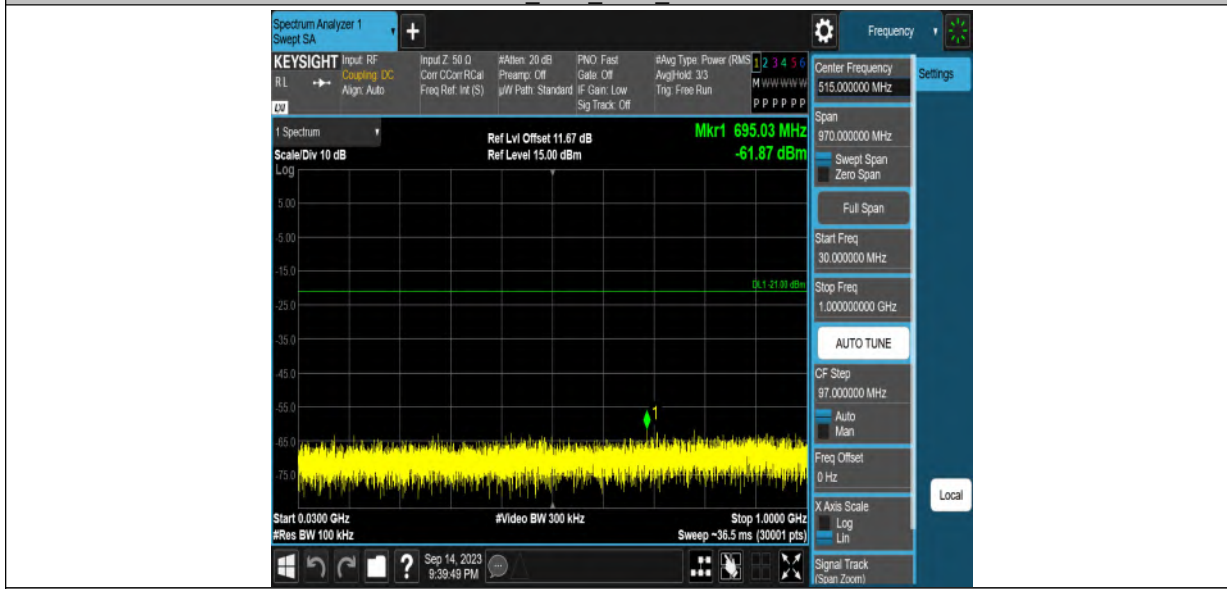 Spectrum Analyzer 1
Swept SA
+
Frequency
KEYSIGHT
Input: RF
Coupling: DC
Align: Auto
R L
LXI
Input Z: 50 Ω
Corr CCorr RCal
Freq Ref: Int (S)
#Atten: 20 dB
Preamp: Off
µW Path: Standard
PNO: Fast
Gate: Off
IF Gain: Low
Sig Track: Off
#Avg Type: Power (RMS
Avg|Hold: 3/3
Trig: Free Run
1 2 3 4 5 6
M W W W W W
P P P P P P
1 Spectrum
Scale/Div 10 dB
Ref Lvl Offset 11.67 dB
Ref Level 15.00 dBm
Mkr1 695.03 MHz
-61.87 dBm
Log
5.00
-5.00
-15.0
DL1 -21.00 dBm
-25.0
-35.0
-45.0
-55.0
1
-65.0
-75.0
Start 0.0300 GHz
#Res BW 100 kHz
#Video BW 300 kHz
Stop 1.0000 GHz
Sweep ~36.5 ms (30001 pts)
?
Sep 14, 2023
9:39:49 PM
Center Frequency
515.000000 MHz
Span
970.000000 MHz
Swept Span
Zero Span
Full Span
Start Freq
30.000000 MHz
Stop Freq
1.000000000 GHz
AUTO TUNE
CF Step
97.000000 MHz
Auto
Man
Freq Offset
0 Hz
X Axis Scale
Log
Lin
Signal Track
(Span Zoom)
Settings
Local